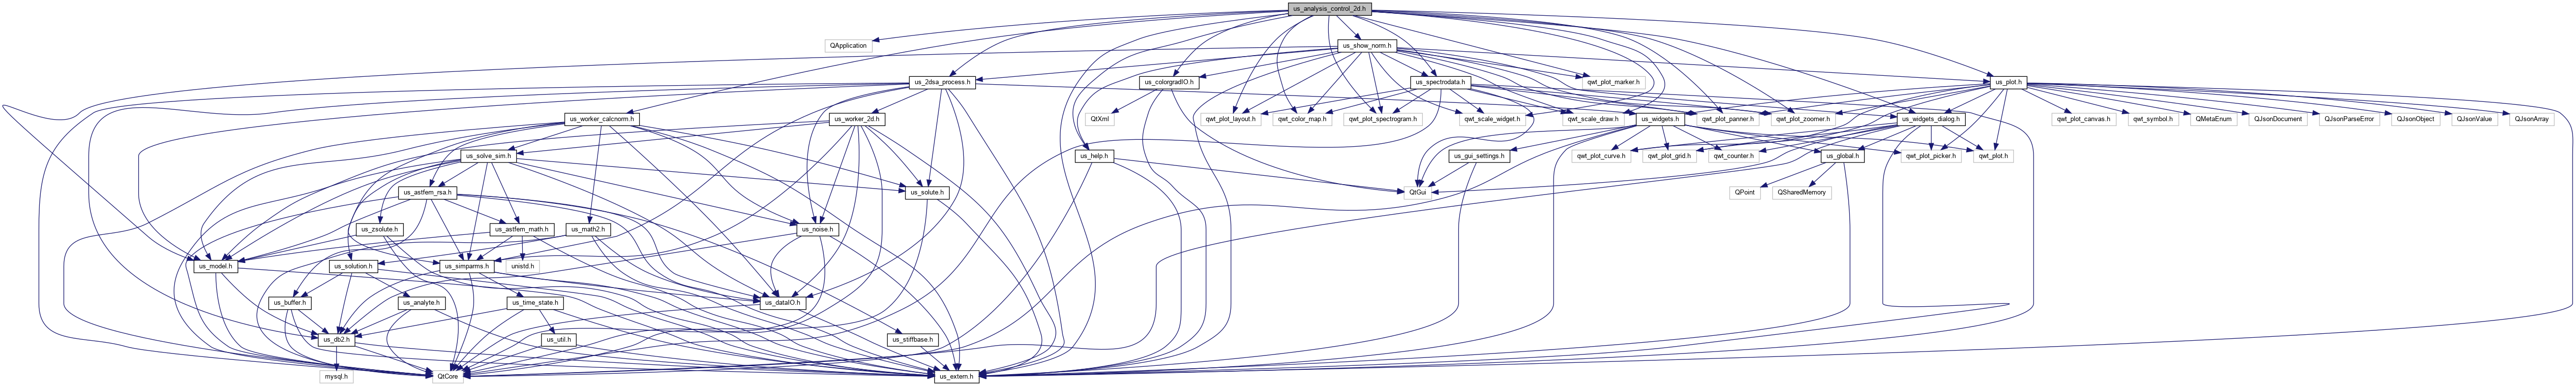 us_analysis_control_2d.h
QApplication
us_show_norm.h
us_2dsa_process.h
us_colorgradIO.h
us_spectrodata.h
qwt_plot_marker.h
us_plot.h
us_worker_calcnorm.h
us_worker_2d.h
QtXml
qwt_plot_layout.h
qwt_color_map.h
qwt_plot_spectrogram.h
qwt_scale_widget.h
qwt_scale_draw.h
us_widgets.h
qwt_plot_panner.h
qwt_plot_zoomer.h
us_widgets_dialog.h
qwt_plot_canvas.h
qwt_symbol.h
QMetaEnum
QJsonDocument
QJsonParseError
QJsonObject
QJsonValue
QJsonArray
us_solve_sim.h
us_help.h
us_gui_settings.h
qwt_plot_curve.h
qwt_plot_grid.h
qwt_counter.h
us_global.h
qwt_plot_picker.h
qwt_plot.h
us_astfem_rsa.h
us_solute.h
QtGui
QPoint
QSharedMemory
us_zsolute.h
us_astfem_math.h
us_math2.h
us_noise.h
us_model.h
us_solution.h
us_simparms.h
unistd.h
us_buffer.h
us_analyte.h
us_time_state.h
us_dataIO.h
us_db2.h
us_util.h
us_stiffbase.h
mysql.h
QtCore
us_extern.h